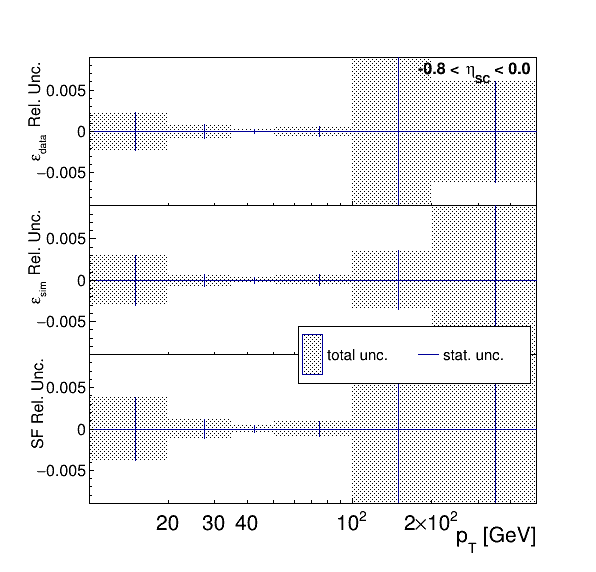 -0.8 < η_SC < 0.0
ε_data Rel. Unc.
0.005
0
−0.005
ε_sim Rel. Unc.
0.005
0
−0.005
total unc.
stat. unc.
SF Rel. Unc.
0.005
0
−0.005
20 30 40 10² 2×10²
p_T [GeV]